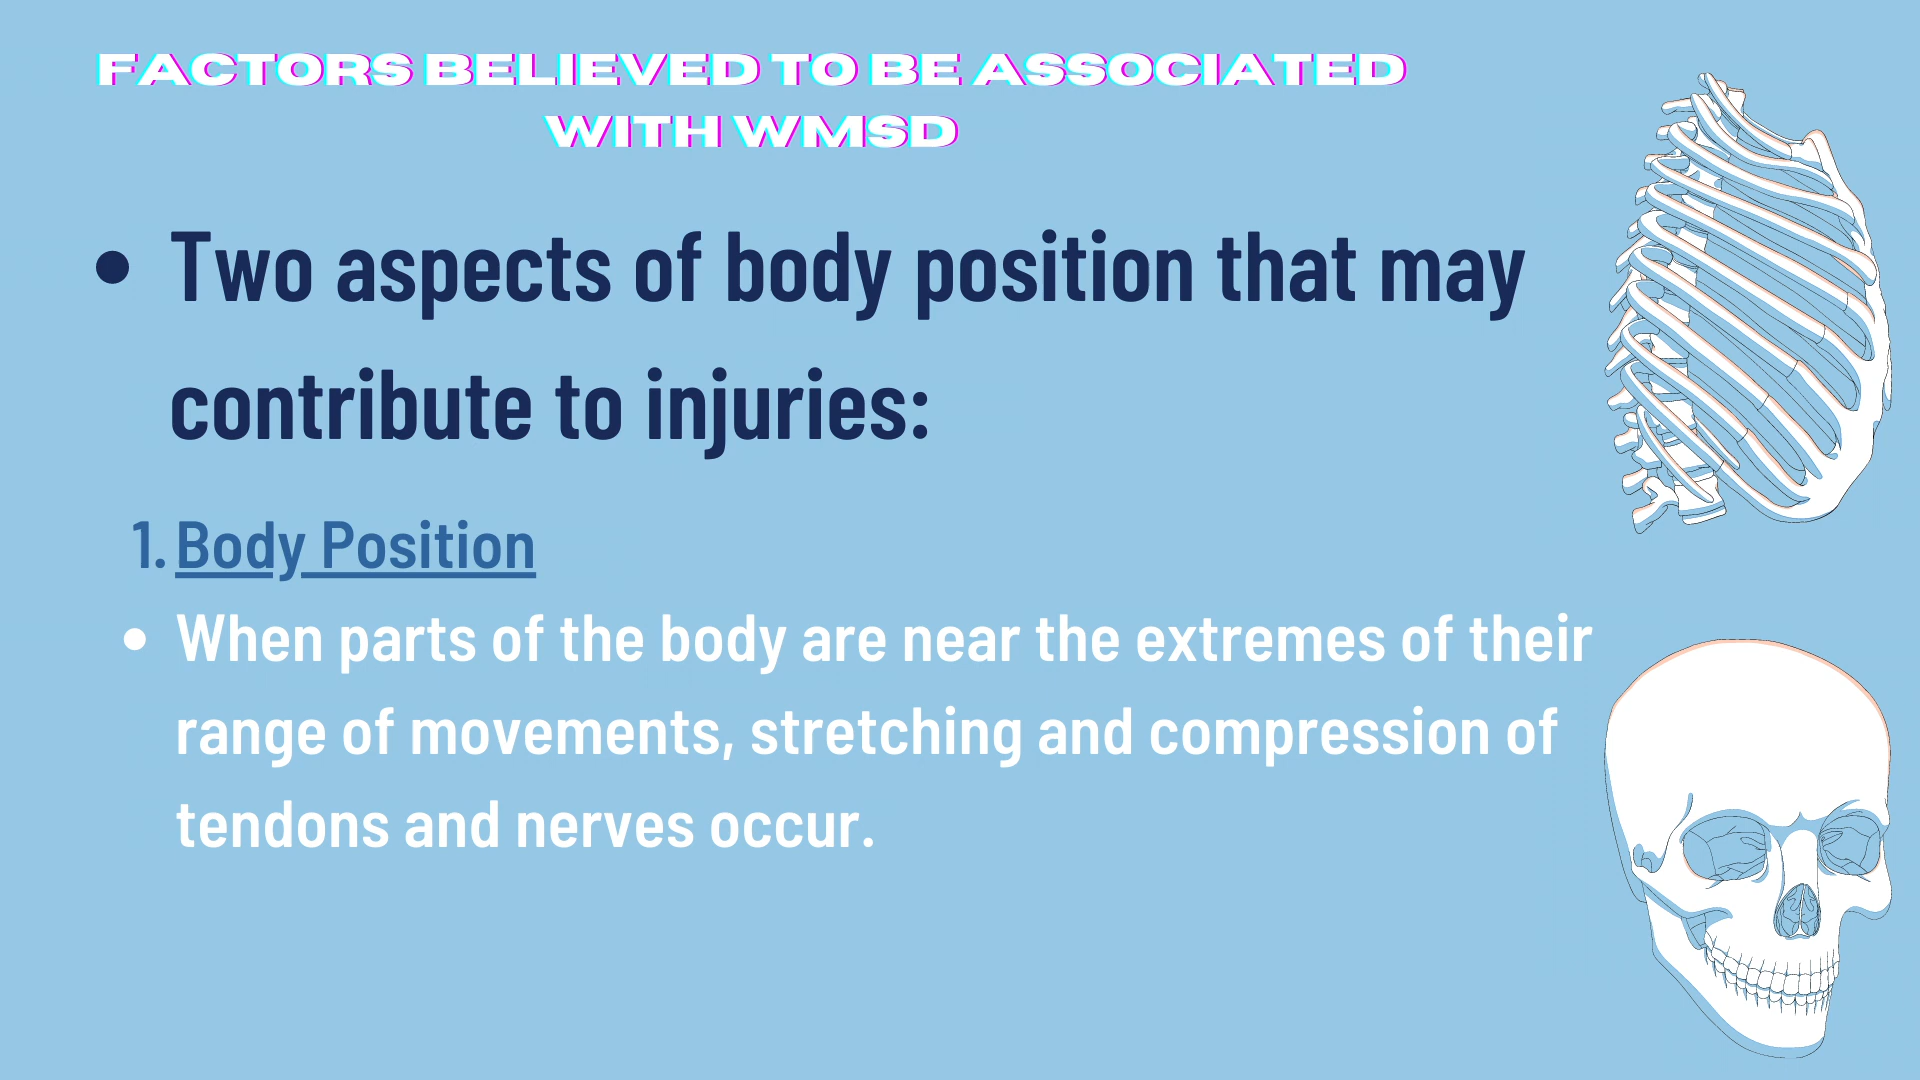 FACTORS BELIEVED TO BE ASSOCIATED
WITH WMSD
• Two aspects of body position that may
contribute to injuries:
1. Body Position
• When parts of the body are near the extremes of their
range of movements, stretching and compression of
tendons and nerves occur.